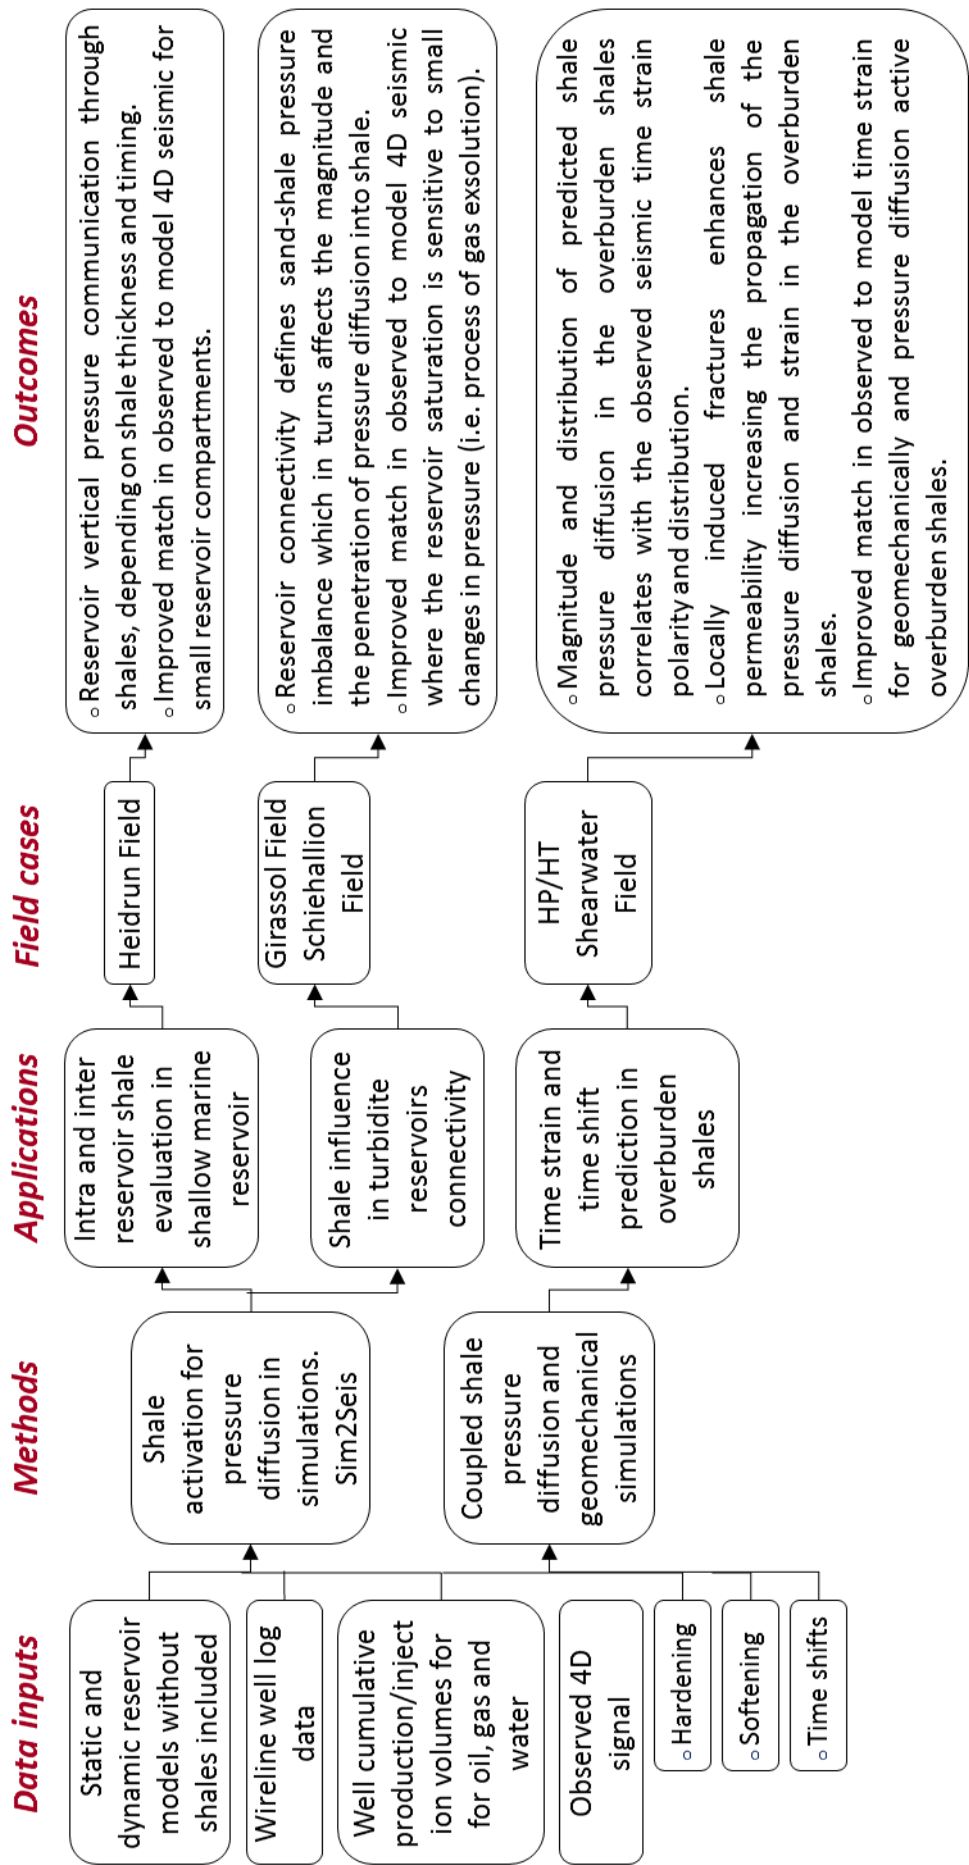 Data inputs
Methods
Applications
Field cases
Outcomes
Static and
dynamic reservoir
models without
shales included
Wireline well log
data
Well cumulative
production/inject
ion volumes for
for oil, gas and
water
Observed 4D
signal
○ Hardening
○ Softening
○ Time shifts
Shale
activation for
pressure
diffusion in
simulations.
Sim2Seis
Coupled shale
pressure
diffusion and
geomechanical
simulations
Intra and inter
reservoir shale
evaluation in
shallow marine
reservoir
Shale influence
in turbidite
reservoirs
connectivity
Time strain and
time shift
prediction in
overburden
shales
Heidrun Field
Girassol Field
Schiehallion
Field
HP/HT
Shearwater
Field
○ Reservoir vertical pressure communication through
shales, depending on shale thickness and timing.
○ Improved match in observed to model 4D seismic for
small reservoir compartments.
○ Reservoir connectivity defines sand-shale pressure
imbalance which in turns affects the magnitude and
the penetration of pressure diffusion into shale.
○ Improved match in observed to model 4D seismic
where the reservoir saturation is sensitive to small
changes in pressure (i.e. process of gas exsolution).
○ Magnitude and distribution of predicted shale
pressure diffusion in the overburden shales
correlates with the observed seismic time strain
polarity and distribution.
○ Locally induced fractures enhances shale
permeability increasing the propagation of the
pressure diffusion and strain in the overburden
shales.
○ Improved match in observed to model time strain
for geomechanically and pressure diffusion active
overburden shales.